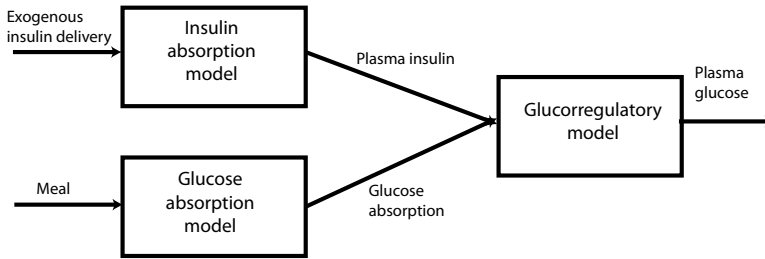 Exogenous
insulin delivery
Insulin
absorption
model
Plasma insulin
Meal
Glucose
absorption
model
Glucose
absorption
Glucorregulatory
model
Plasma
glucose